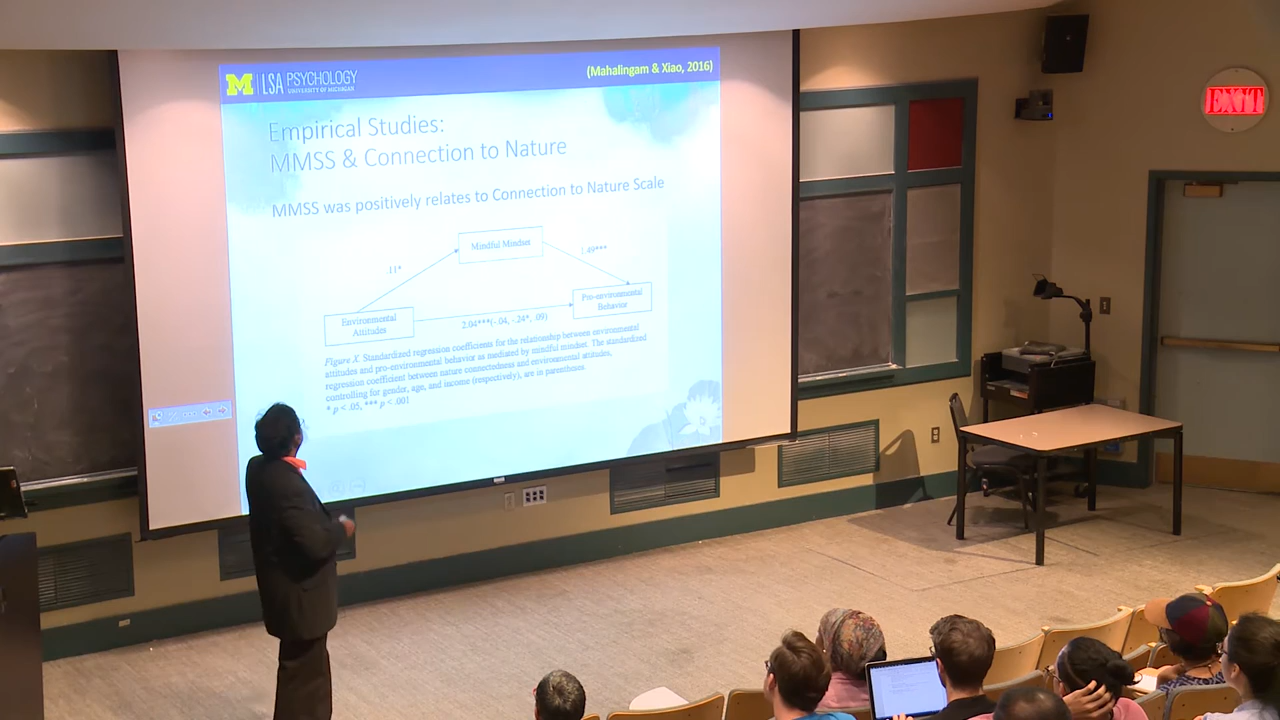 M LSA PSYCHOLOGY
UNIVERSITY OF MICHIGAN
(Mahalingam & Xiao, 2016)
Empirical Studies:
MMSS & Connection to Nature
MMSS was positively relates to Connection to Nature Scale
Mindful Mindset
.11*
1.49***
Pro-environmental
Behavior
Environmental
Attitudes
2.04***(-.04, -.24*, .09)
Figure X. Standardized regression coefficients for the relationship between environmental
attitudes and pro-environmental behavior as mediated by mindful mindset. The standardized
regression coefficient between nature connectedness and environmental attitudes,
controlling for gender, age, and income (respectively), are in parentheses.
* p < .05, *** p < .001
EXIT